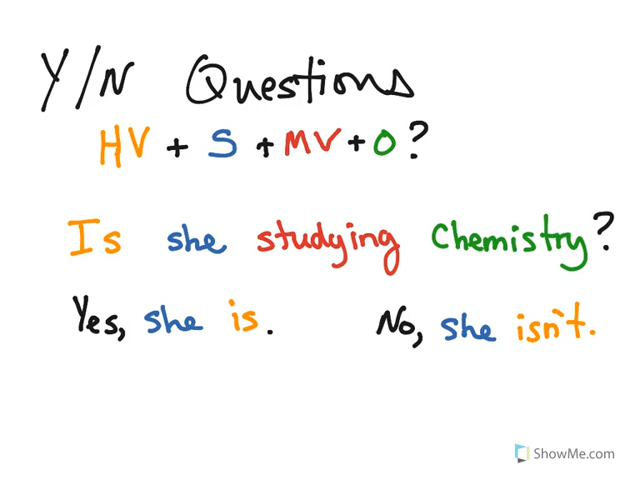 Y/N Questions
HV + S + MV + O ?
Is she studying Chemistry?
Yes, she is. No, she isn't.
ShowMe.com